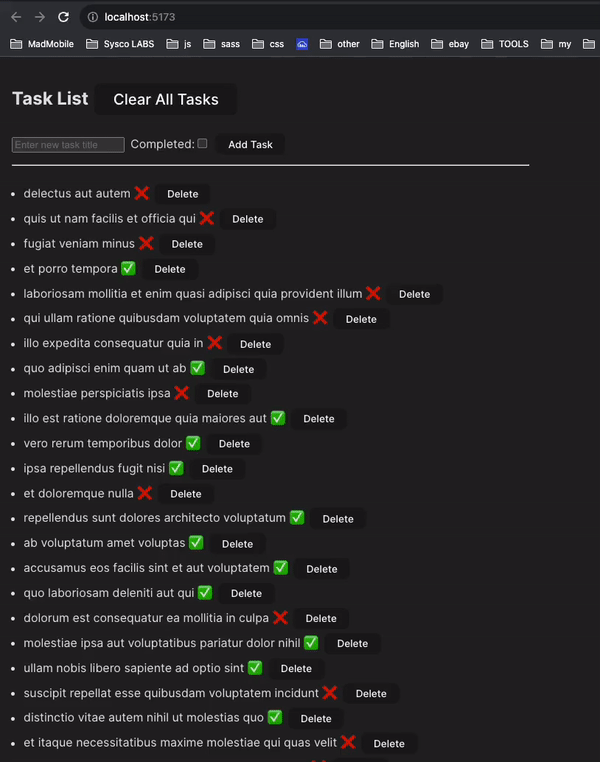 localhost:5173
MadMobile Sysco LABS js sass css other English ebay TOOLS my
Task List Clear All Tasks
Enter new task title Completed: Add Task
delectus aut autem ❌ Delete
quis ut nam facilis et officia qui ❌ Delete
fugiat veniam minus ❌ Delete
et porro tempora ✅ Delete
laboriosam mollitia et enim quasi adipisci quia provident illum ❌ Delete
qui ullam ratione quibusdam voluptatem quia omnis ❌ Delete
illo expedita consequatur quia in ❌ Delete
quo adipisci enim quam ut ab ✅ Delete
molestiae perspiciatis ipsa ❌ Delete
illo est ratione doloremque quia maiores aut ✅ Delete
vero rerum temporibus dolor ✅ Delete
ipsa repellendus fugit nisi ✅ Delete
et doloremque nulla ❌ Delete
repellendus sunt dolores architecto voluptatum ✅ Delete
ab voluptatum amet voluptas ✅ Delete
accusamus eos facilis sint et aut voluptatem ✅ Delete
quo laboriosam deleniti aut qui ✅ Delete
dolorum est consequatur ea mollitia in culpa ❌ Delete
molestiae ipsa aut voluptatibus pariatur dolor nihil ✅ Delete
ullam nobis libero sapiente ad optio sint ✅ Delete
suscipit repellat esse quibusdam voluptatem incidunt ❌ Delete
distinctio vitae autem nihil ut molestias quo ✅ Delete
et itaque necessitatibus maxime molestiae qui quas velit ❌ Delete